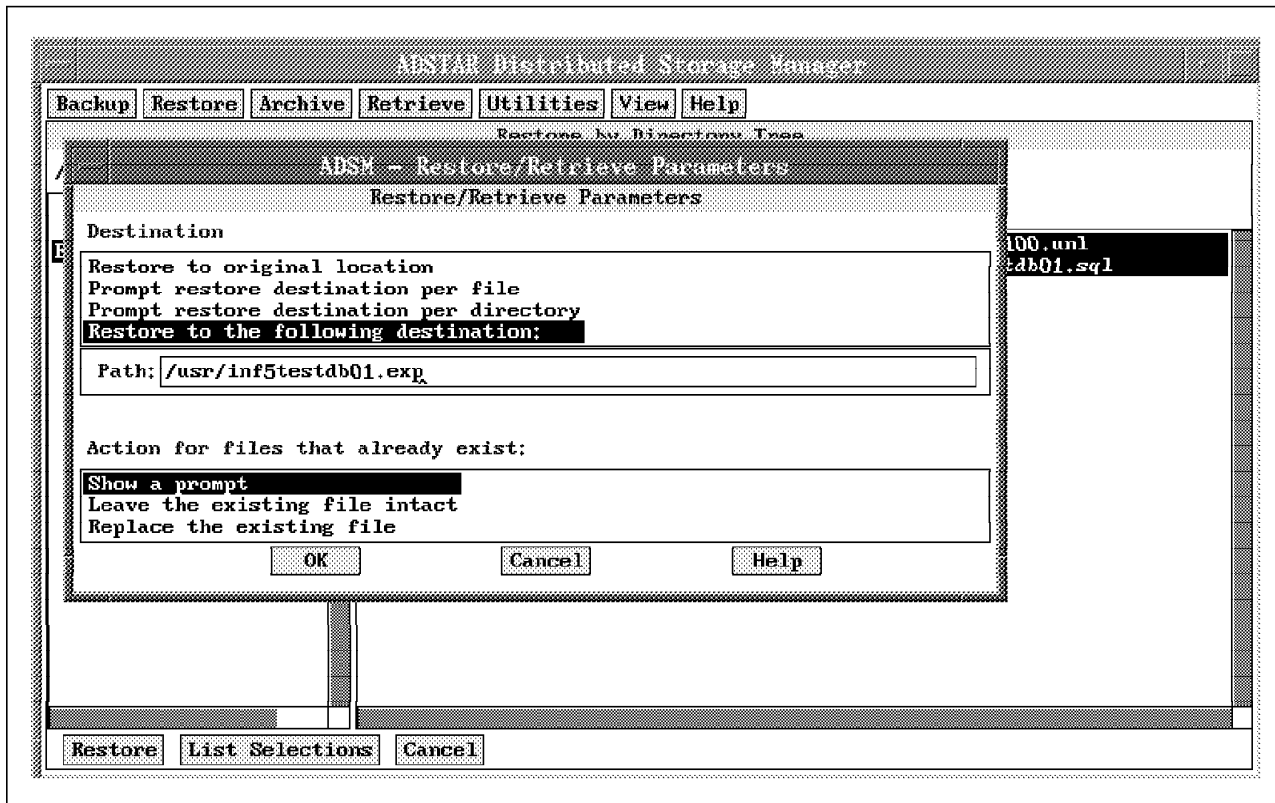 ADSTAR Distributed Storage Manager
Backup Restore Archive Retrieve Utilities View Help
Restore by Directory Tree
/
ADSM - Restore/Retrieve Parameters
Restore/Retrieve Parameters
Destination
100.unl
tdb01.sql
Restore to original location
Prompt restore destination per file
Prompt restore destination per directory
Restore to the following destination:
Path: /usr/inf5testdb01.exp
Action for files that already exist:
Show a prompt
Leave the existing file intact
Replace the existing file
OK Cancel Help
Restore List Selections Cancel